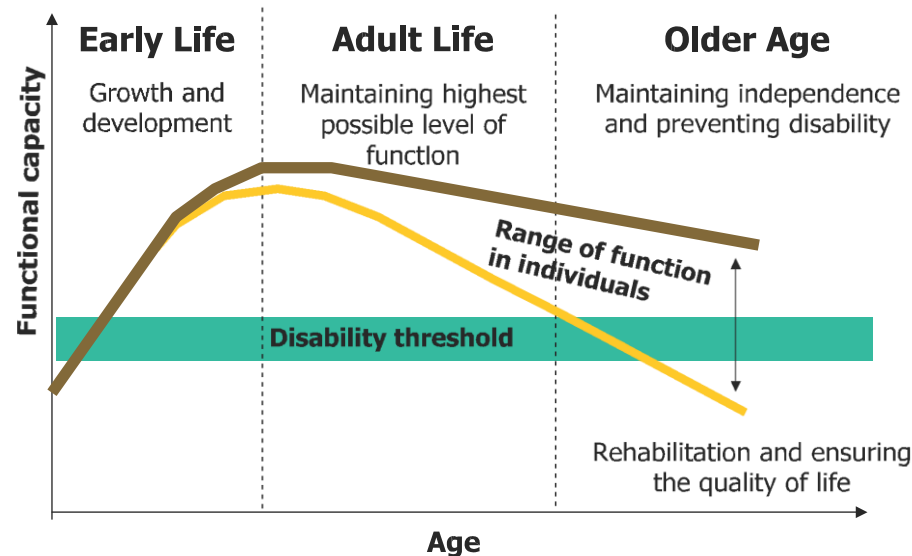 Early Life
Adult Life
Older Age
Growth and
development
Maintaining highest
possible level of
function
Maintaining independence
and preventing disability
Functional capacity
Range of function
in individuals
Disability threshold
Rehabilitation and ensuring
the quality of life
Age